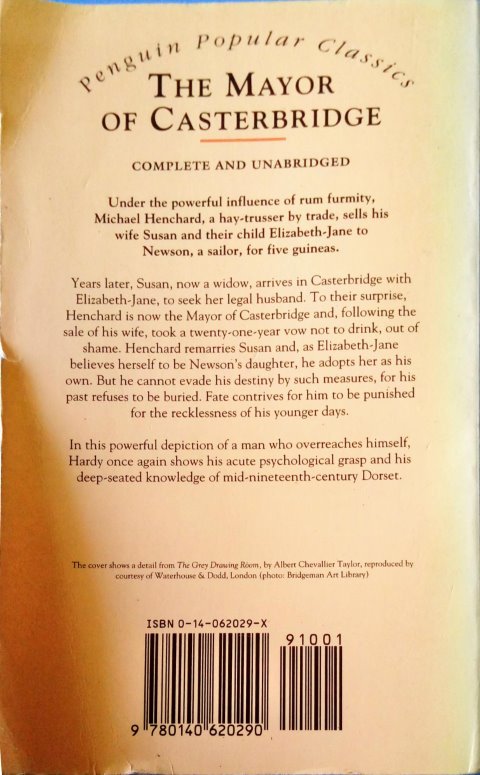 Penguin Popular Classics
THE MAYOR
OF CASTERBRIDGE
COMPLETE AND UNABRIDGED
Under the powerful influence of rum furmity,
Michael Henchard, a hay-trusser by trade, sells his
wife Susan and their child Elizabeth-Jane to
Newson, a sailor, for five guineas.
Years later, Susan, now a widow, arrives in Casterbridge with
Elizabeth-Jane, to seek her legal husband. To their surprise,
Henchard is now the Mayor of Casterbridge and, following the
sale of his wife, took a twenty-one-year vow not to drink, out of
shame. Henchard remarries Susan and, as Elizabeth-Jane
believes herself to be Newson's daughter, he adopts her as his
own. But he cannot evade his destiny by such measures, for his
past refuses to be buried. Fate contrives for him to be punished
for the recklessness of his younger days.
In this powerful depiction of a man who overreaches himself,
Hardy once again shows his acute psychological grasp and his
deep-seated knowledge of mid-nineteenth-century Dorset.
The cover shows a detail from The Grey Drawing Room, by Albert Chevallier Taylor, reproduced by
courtesy of Waterhouse & Dodd, London (photo: Bridgeman Art Library)
ISBN 0-14-062029-X
91001
9 780140 620290